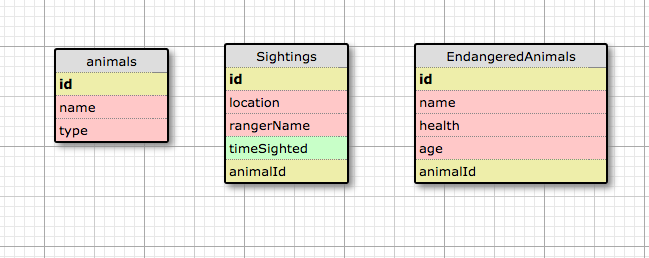 animals
id
name
type
Sightings
id
location
rangerName
timeSighted
animalId
EndangeredAnimals
id
name
health
age
animalId